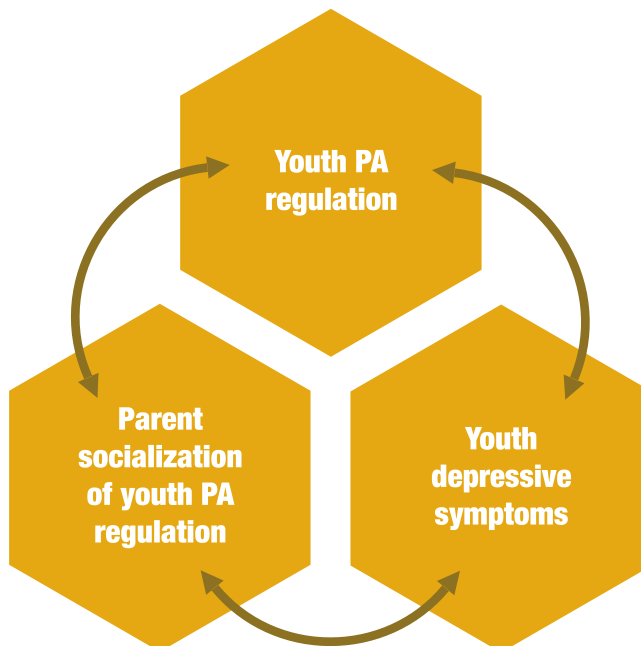 Youth PA
regulation
Parent
socialization
of youth PA
regulation
Youth
depressive
symptoms